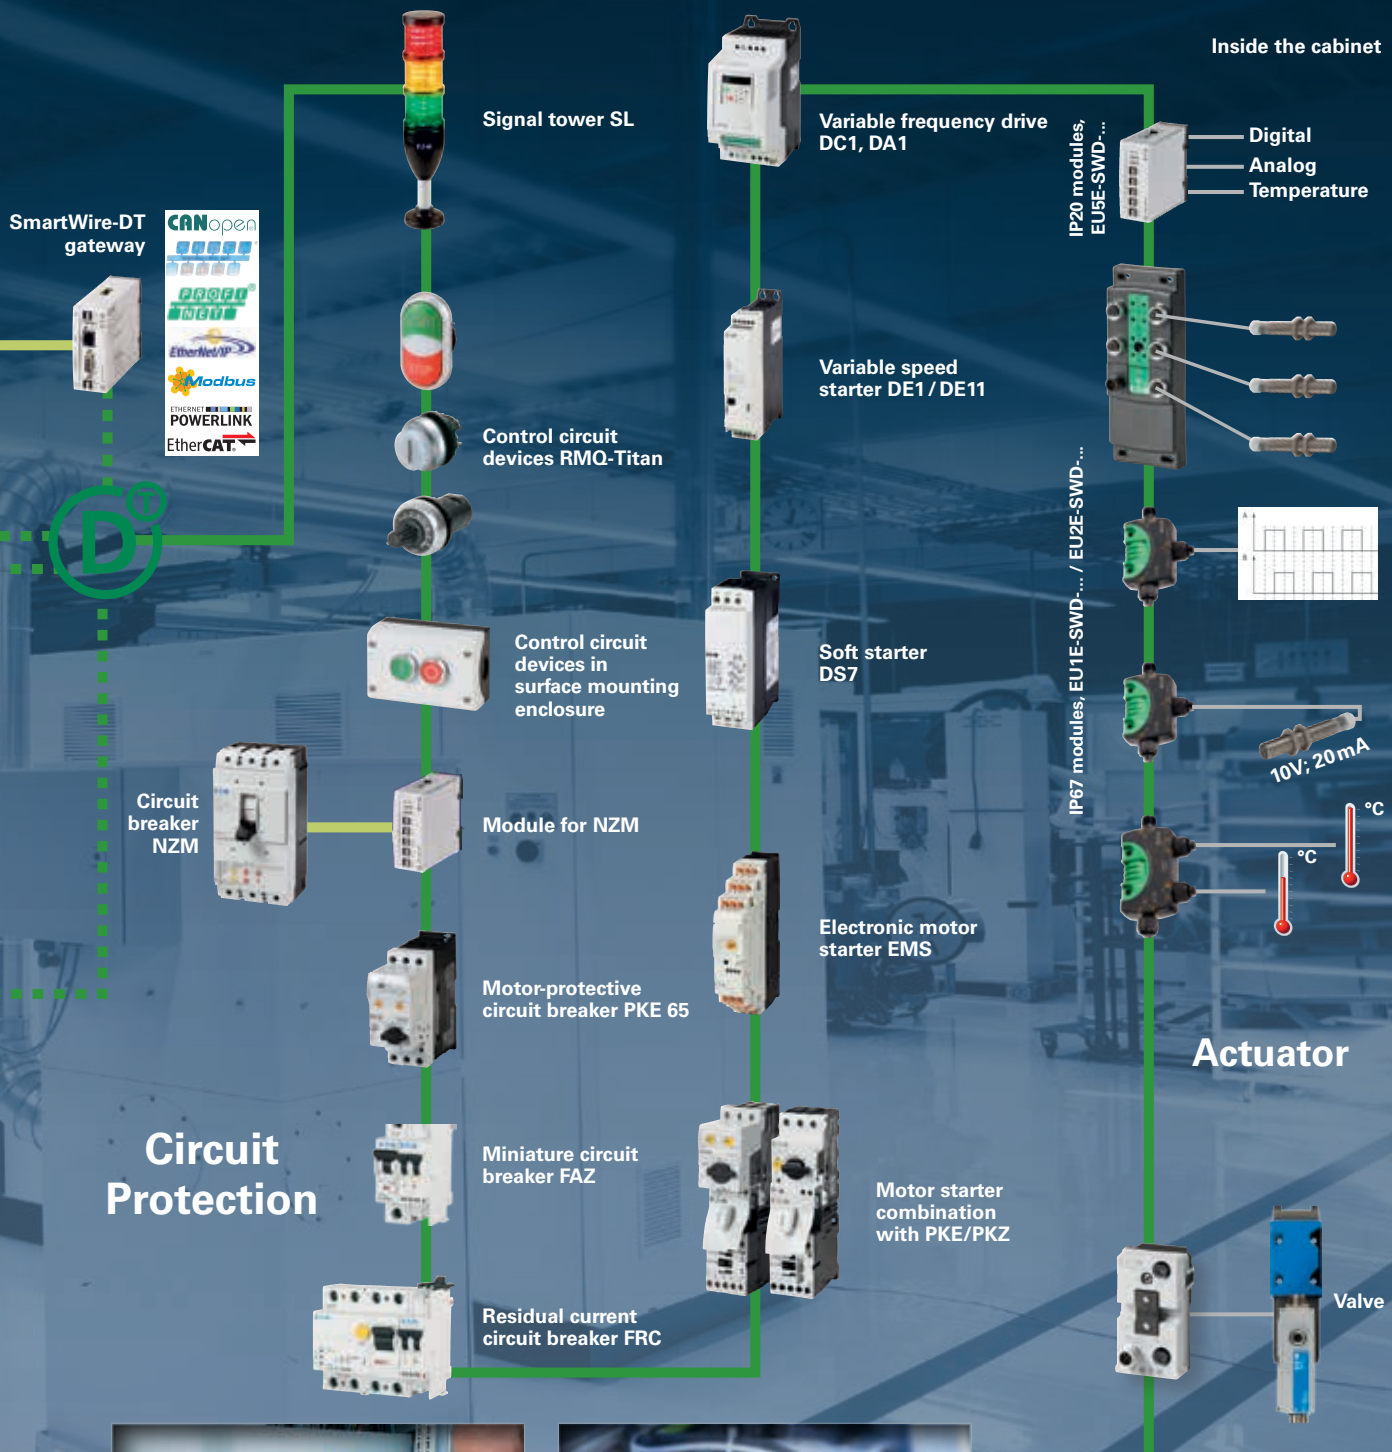 Inside the cabinet
Signal tower SL
Variable frequency drive
DC1, DA1
IP20 modules,
EU5E-SWD-...
Digital
Analog
Temperature
SmartWire-DT
gateway
CANopen
PROFI
NET
EtherNet/IP
Modbus
ETHERNET
POWERLINK
EtherCAT
Variable speed
starter DE1 / DE11
Control circuit
devices RMQ-Titan
D T
IP67 modules, EU1E-SWD-... / EU2E-SWD-...
A
B
Control circuit
devices in
surface mounting
enclosure
Soft starter
DS7
10V; 20mA
Circuit
breaker
NZM
Module for NZM
°C
°C
Electronic motor
starter EMS
Motor-protective
circuit breaker PKE 65
Actuator
Circuit
Protection
Miniature circuit
breaker FAZ
Motor starter
combination
with PKE/PKZ
Residual current
circuit breaker FRC
Valve